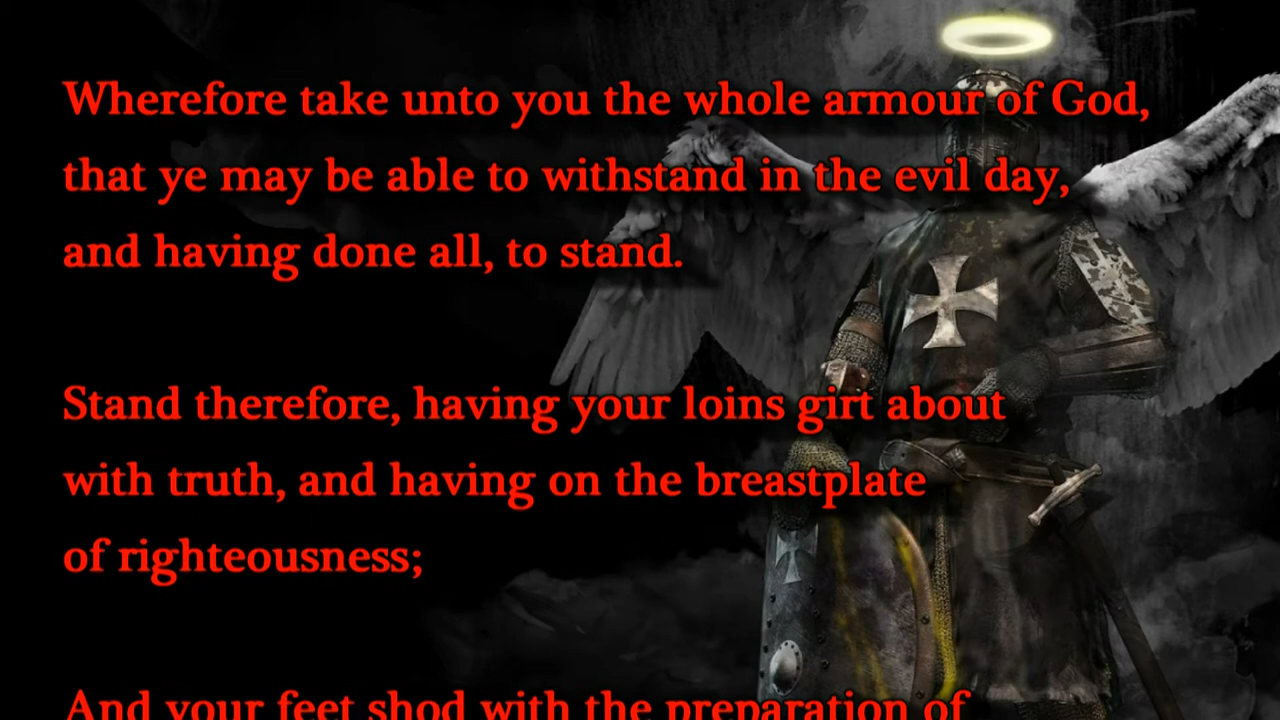 Wherefore take unto you the whole armour of God,
that ye may be able to withstand in the evil day,
and having done all, to stand.
Stand therefore, having your loins girt about
with truth, and having on the breastplate
of righteousness;
And your feet shod with the preparation of